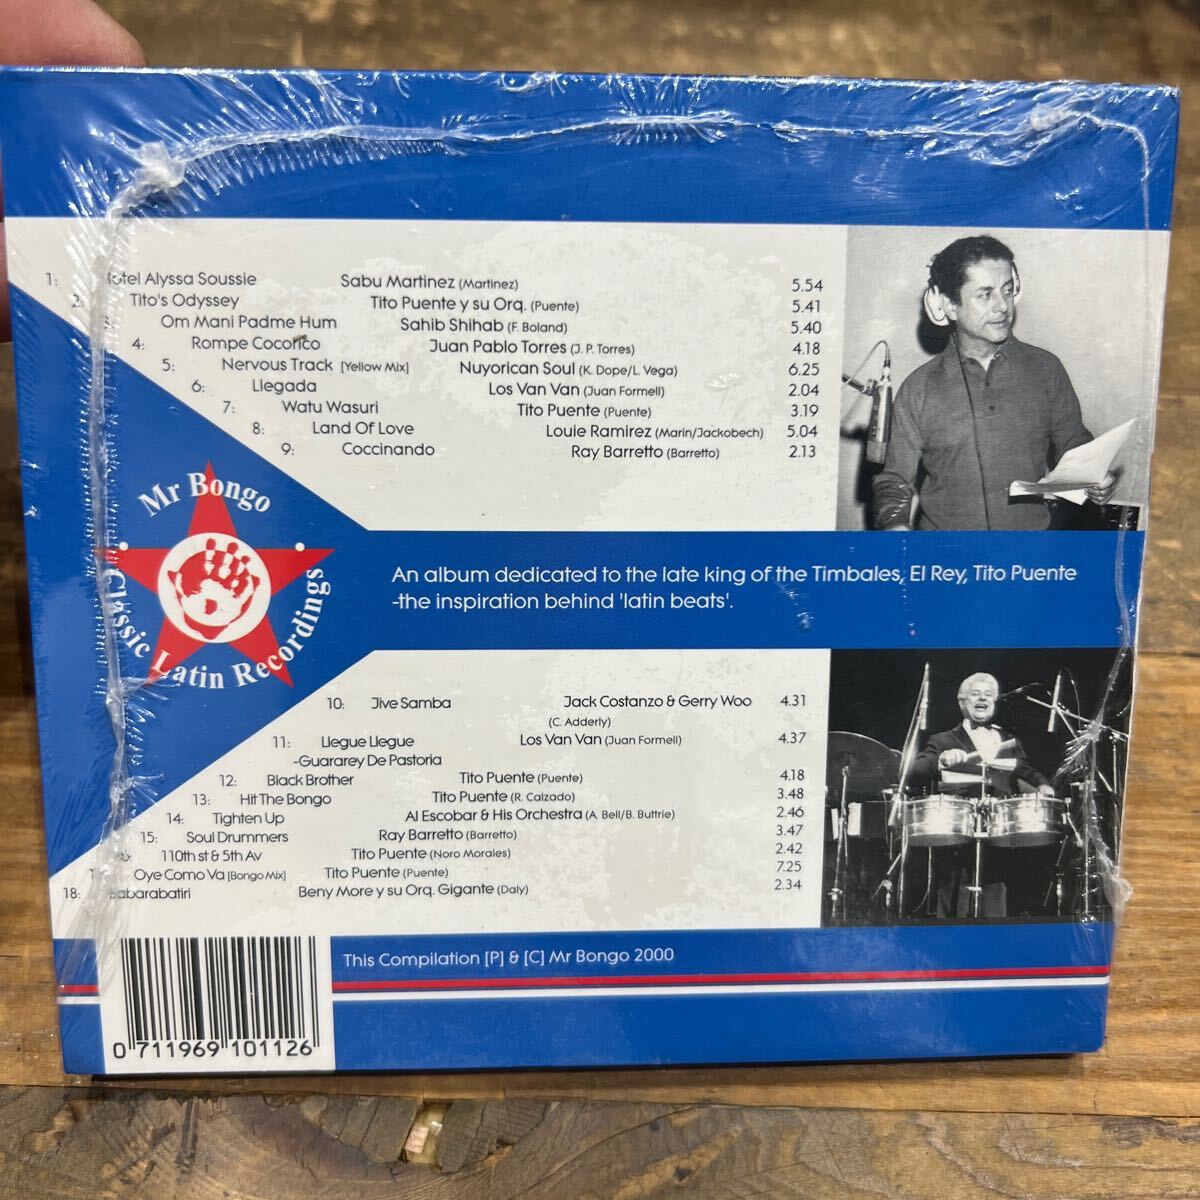 1: Hotel Alyssa Soussie Sabu Martinez (Martinez) 5.54
2: Tito's Odyssey Tito Puente y su Orq. (Puente) 5.41
3: Om Mani Padme Hum Sahib Shihab (F. Boland) 5.40
4: Rompe Cocorico Juan Pablo Torres (J. P. Torres) 4.18
5: Nervous Track [Yellow Mix] Nuyorican Soul (K. Dope/L. Vega) 6.25
6: Llegada Los Van Van (Juan Formell) 2.04
7: Watu Wasuri Tito Puente (Puente) 3.19
8: Land Of Love Louie Ramirez (Marin/Jackobech) 5.04
9: Coccinando Ray Barretto (Barretto) 2.13
Mr Bongo
Classic Latin Recordings
An album dedicated to the late king of the Timbales, El Rey, Tito Puente
-the inspiration behind 'latin beats'.
10: Jive Samba Jack Costanzo & Gerry Woo 4.31
(C. Adderly)
11: Llegue Llegue Los Van Van (Juan Formell) 4.37
-Guararey De Pastoria
12: Black Brother Tito Puente (Puente) 4.18
13: Hit The Bongo Tito Puente (R. Calzado) 3.48
14: Tighten Up Al Escobar & His Orchestra (A. Bell/B. Buttrie) 2.46
15: Soul Drummers Ray Barretto (Barretto) 3.47
110th st & 5th Av Tito Puente (Noro Morales) 2.42
Oye Como Va [Bongo Mix] Tito Puente (Puente) 7.25
18: Babarabatiri Beny More y su Orq. Gigante (Daly) 2.34
This Compilation [P] & [C] Mr Bongo 2000
0 711969 101126